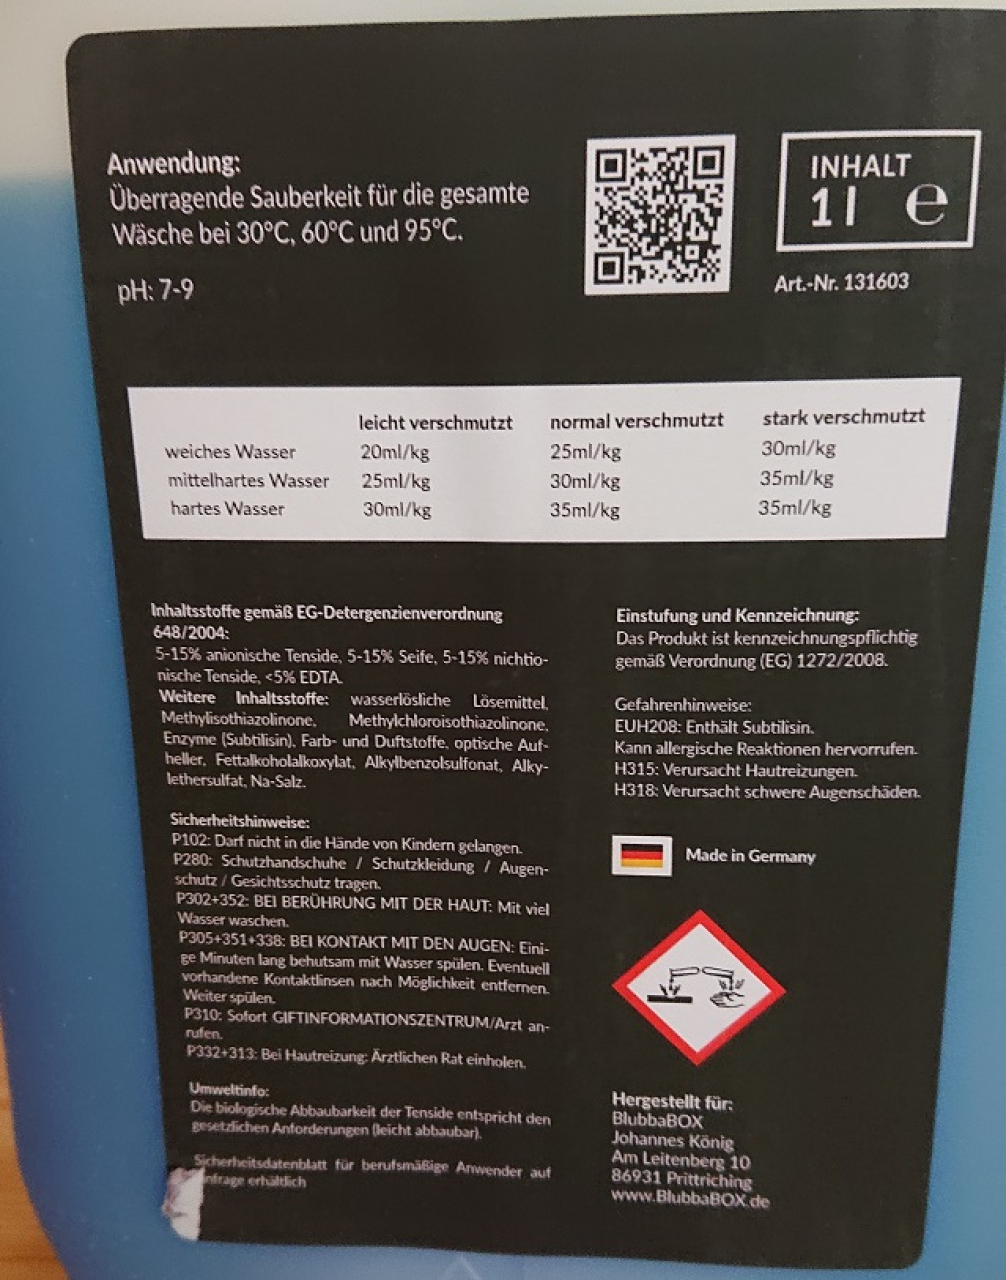 Anwendung:
Überragende Sauberkeit für die gesamte
Wäsche bei 30°C, 60°C und 95°C.
pH: 7-9
INHALT
1 l e
Art.-Nr. 131603
leicht verschmutzt normal verschmutzt stark verschmutzt
weiches Wasser 20ml/kg 25ml/kg 30ml/kg
mittelhartes Wasser 25ml/kg 30ml/kg 35ml/kg
hartes Wasser 30ml/kg 35ml/kg 35ml/kg
Inhaltsstoffe gemäß EG-Detergenzienverordnung
648/2004:
5-15% anionische Tenside, 5-15% Seife, 5-15% nichtio-
nische Tenside, <5% EDTA.
Weitere Inhaltsstoffe: wasserlösliche Lösemittel,
Methylisothiazolinone, Methylchloroisothiazolinone,
Enzyme (Subtilisin), Farb- und Duftstoffe, optische Auf-
heller, Fettalkoholalkoxylat, Alkylbenzolsulfonat, Alky-
lethersulfat, Na-Salz.
Sicherheitshinweise:
P102: Darf nicht in die Hände von Kindern gelangen.
P280: Schutzhandschuhe / Schutzkleidung / Augen-
schutz / Gesichtsschutz tragen.
P302+352: BEI BERÜHRUNG MIT DER HAUT: Mit viel
Wasser waschen.
P305+351+338: BEI KONTAKT MIT DEN AUGEN: Eini-
ge Minuten lang behutsam mit Wasser spülen. Eventuell
vorhandene Kontaktlinsen nach Möglichkeit entfernen.
Weiter spülen.
P310: Sofort GIFTINFORMATIONSZENTRUM/Arzt an-
rufen.
P332+313: Bei Hautreizung: Ärztlichen Rat einholen.
Umweltinfo:
Die biologische Abbaubarkeit der Tenside entspricht den
gesetzlichen Anforderungen (leicht abbaubar).
Sicherheitsdatenblatt für berufsmäßige Anwender auf
nfrage erhältlich
Einstufung und Kennzeichnung:
Das Produkt ist kennzeichnungspflichtig
gemäß Verordnung (EG) 1272/2008.
Gefahrenhinweise:
EUH208: Enthält Subtilisin.
Kann allergische Reaktionen hervorrufen.
H315: Verursacht Hautreizungen.
H318: Verursacht schwere Augenschäden.
Made in Germany
Hergestellt für:
BlubbaBOX
Johannes König
Am Leitenberg 10
86931 Prittriching
www.BlubbaBOX.de